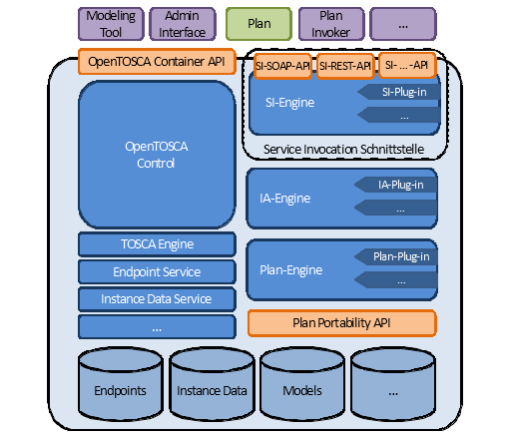 Modeling
Tool
Admin
Interface
Plan
Plan
Invoker
...
OpenTOSCA Container API
SI-SOAP-API
SI-REST-API
SI- ...-API
SI-Engine
SI-Plug-in
...
Service Invocation Schnittstelle
OpenTOSCA
Control
IA-Engine
IA-Plug-in
...
TOSCA Engine
Endpoint Service
Instance Data Service
...
Plan-Engine
Plan-Plug-in
...
Plan Portability API
Endpoints
Instance Data
Models
...